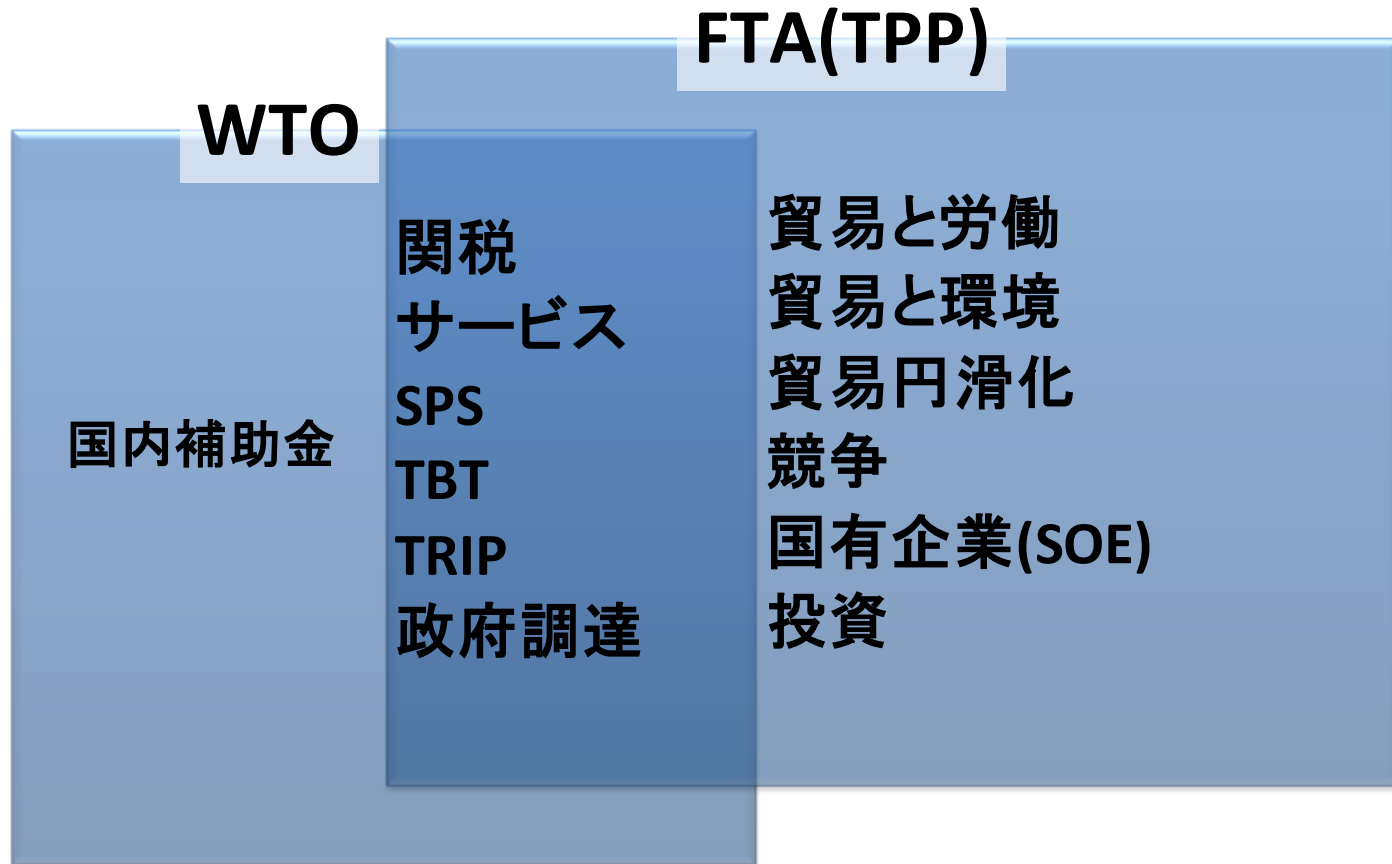 FTA(TPP)
WTO
国内補助金
関税
サービス
SPS
TBT
TRIP
政府調達
貿易と労働
貿易と環境
貿易円滑化
競争
国有企業(SOE)
投資